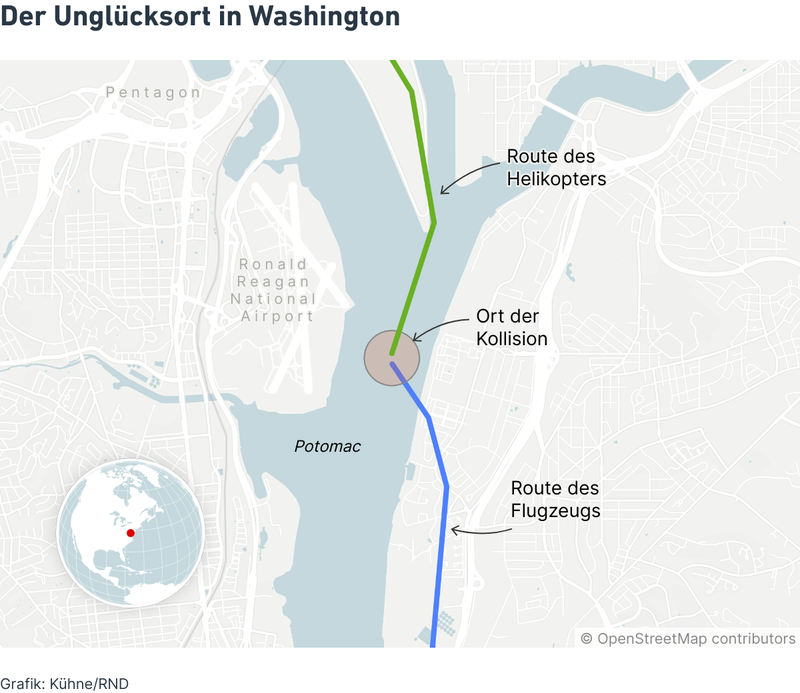 Der Unglücksort in Washington
Pentagon
Route des
Helikopters
Ronald
Reagan
National
Airport
Ort der
Kollision
Potomac
Route des
Flugzeugs
© OpenStreetMap contributors
Grafik: Kühne/RND